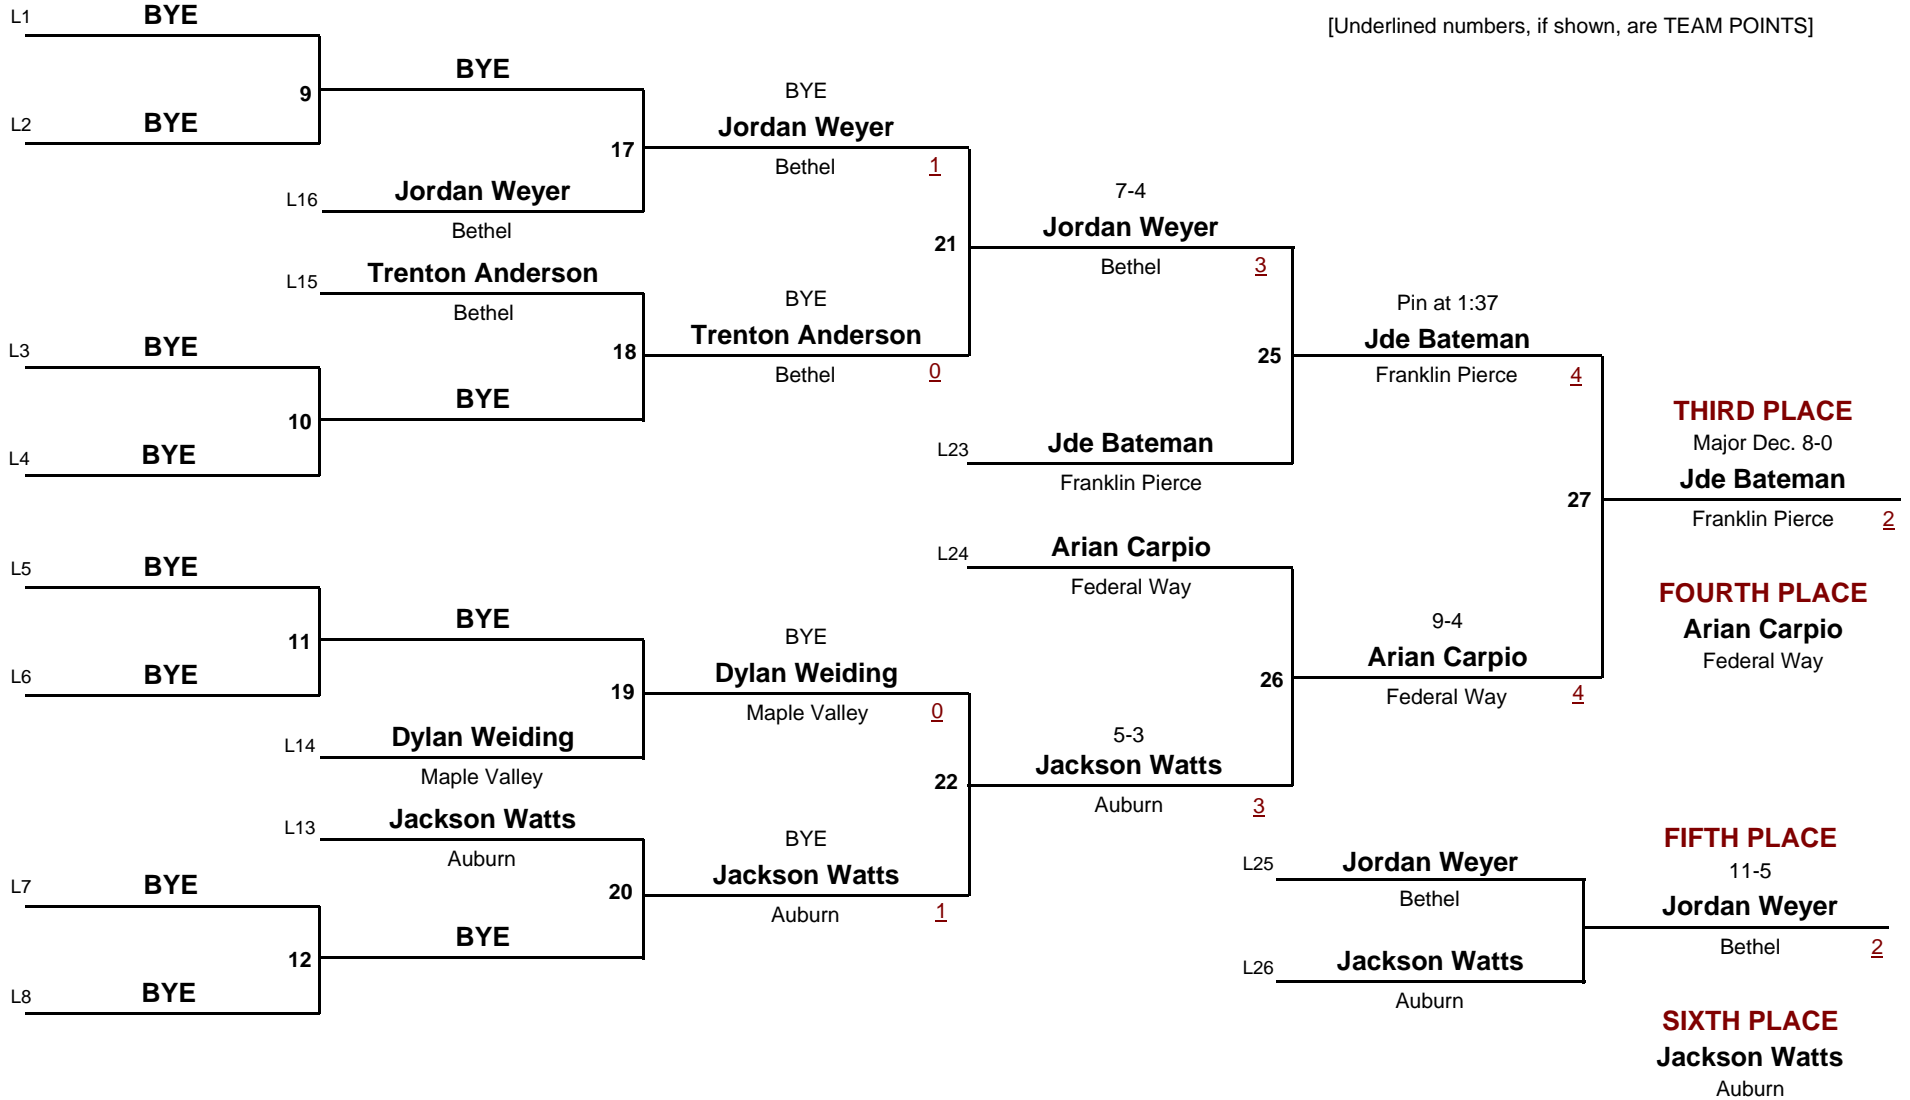 [Underlined numbers, if shown, are TEAM POINTS]
L1 BYE
9
L2 BYE
BYE
17
L16 Jordan Weyer
Bethel
L15 Trenton Anderson
Bethel
18
L3 BYE
10
L4 BYE
BYE
BYE
Jordan Weyer
Bethel 1
21
BYE
Trenton Anderson
Bethel 0
7-4
Jordan Weyer
Bethel 3
25
L23 Jde Bateman
Franklin Pierce
Pin at 1:37
Jde Bateman
Franklin Pierce 4
27
THIRD PLACE
Major Dec. 8-0
Jde Bateman
Franklin Pierce 2
FOURTH PLACE
Arian Carpio
Federal Way
L5 BYE
11
L6 BYE
BYE
19
L14 Dylan Weiding
Maple Valley
L13 Jackson Watts
Auburn
20
L7 BYE
12
L8 BYE
BYE
BYE
Dylan Weiding
Maple Valley 0
22
BYE
Jackson Watts
Auburn 1
L24 Arian Carpio
Federal Way
26
5-3
Jackson Watts
Auburn 3
9-4
Arian Carpio
Federal Way 4
L25 Jordan Weyer
Bethel
L26 Jackson Watts
Auburn
FIFTH PLACE
11-5
Jordan Weyer
Bethel 2
SIXTH PLACE
Jackson Watts
Auburn